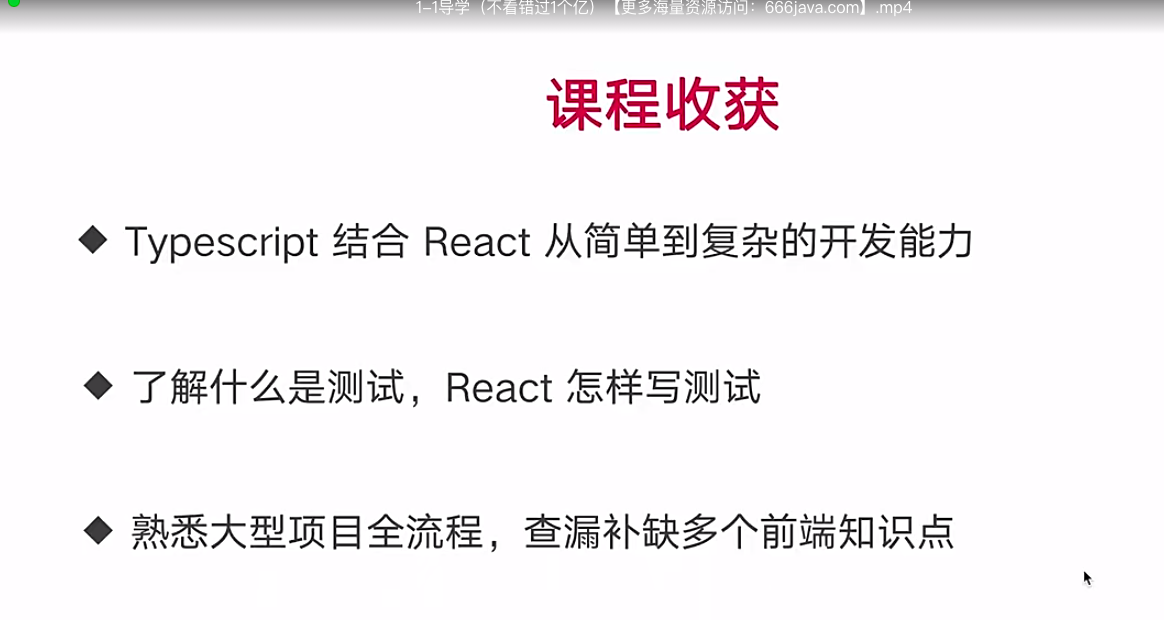 1-1导学（不看错过1个亿）【更多海量资源访问：666java.com】.mp4
课程收获
◆ Typescript 结合 React 从简单到复杂的开发能力
◆ 了解什么是测试，React 怎样写测试
◆ 熟悉大型项目全流程，查漏补缺多个前端知识点